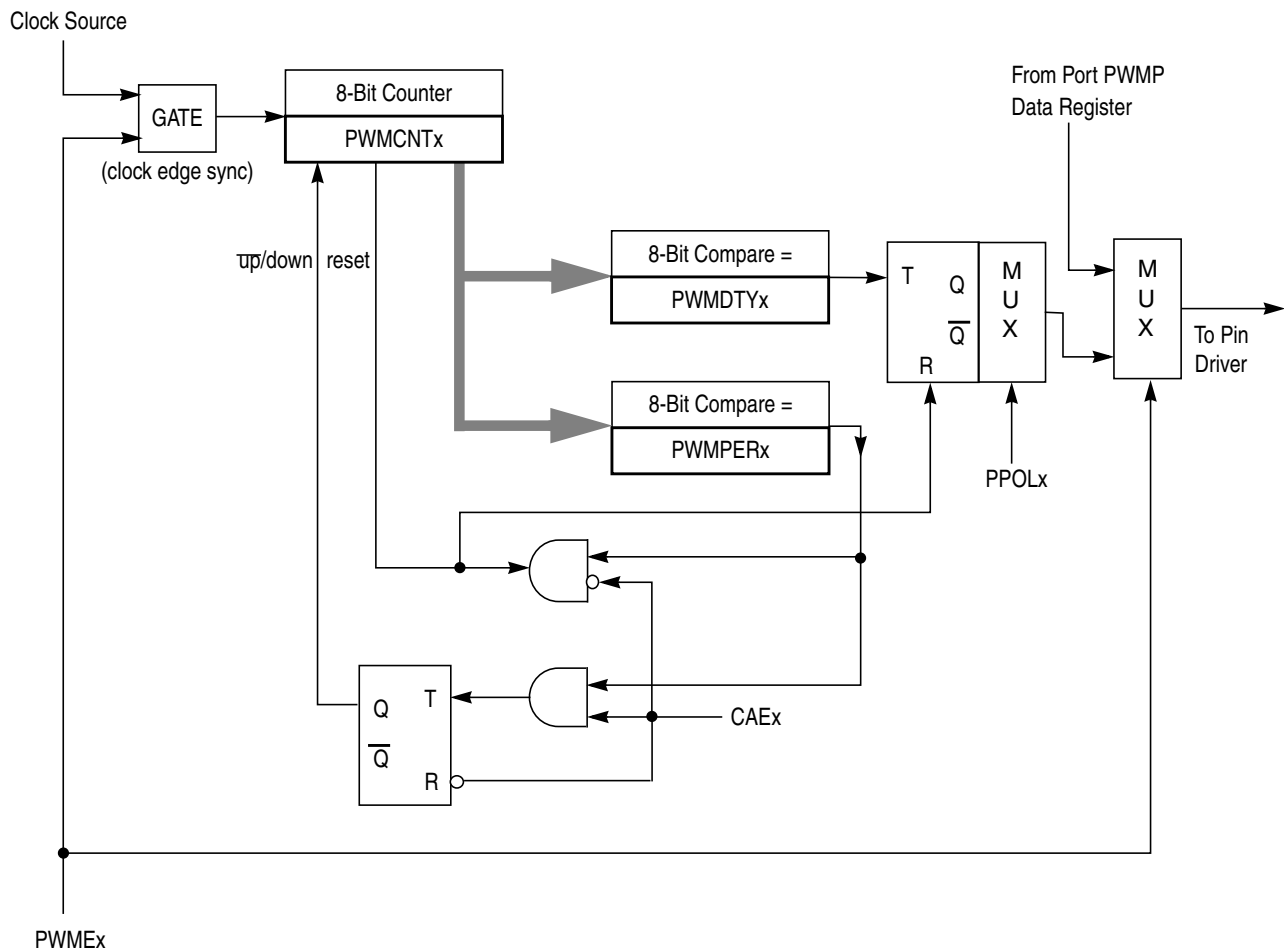 Clock Source
GATE
(clock edge sync)
8-Bit Counter
PWMCNTx
From Port PWMP
Data Register
u̅p̅/down
reset
8-Bit Compare =
PWMDTYx
T
Q
Q̅
R
M
U
X
M
U
X
To Pin
Driver
8-Bit Compare =
PWMPERx
PPOLx
Q
T
Q̅
R
CAEx
PWMEx